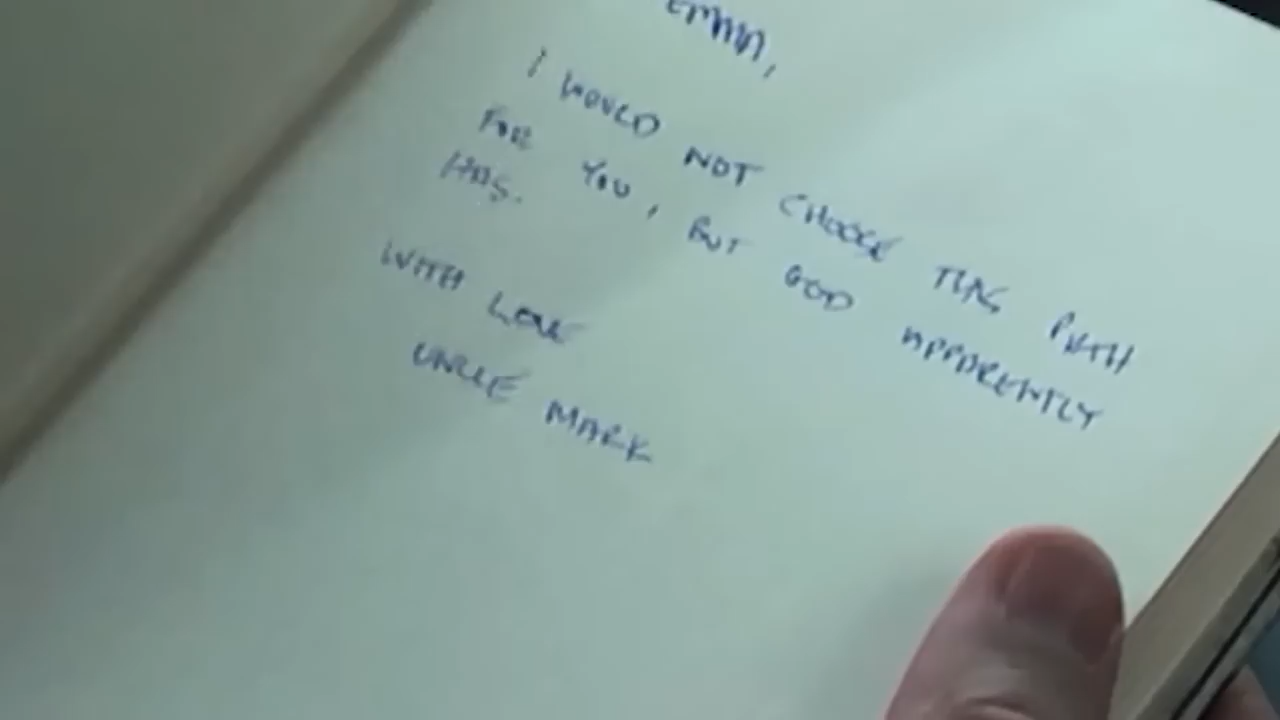 EMMA,
I WOULD NOT CHOOSE THIS PATH
FOR YOU, BUT GOD APPARENTLY
HAS.
WITH LOVE
UNCLE MARK